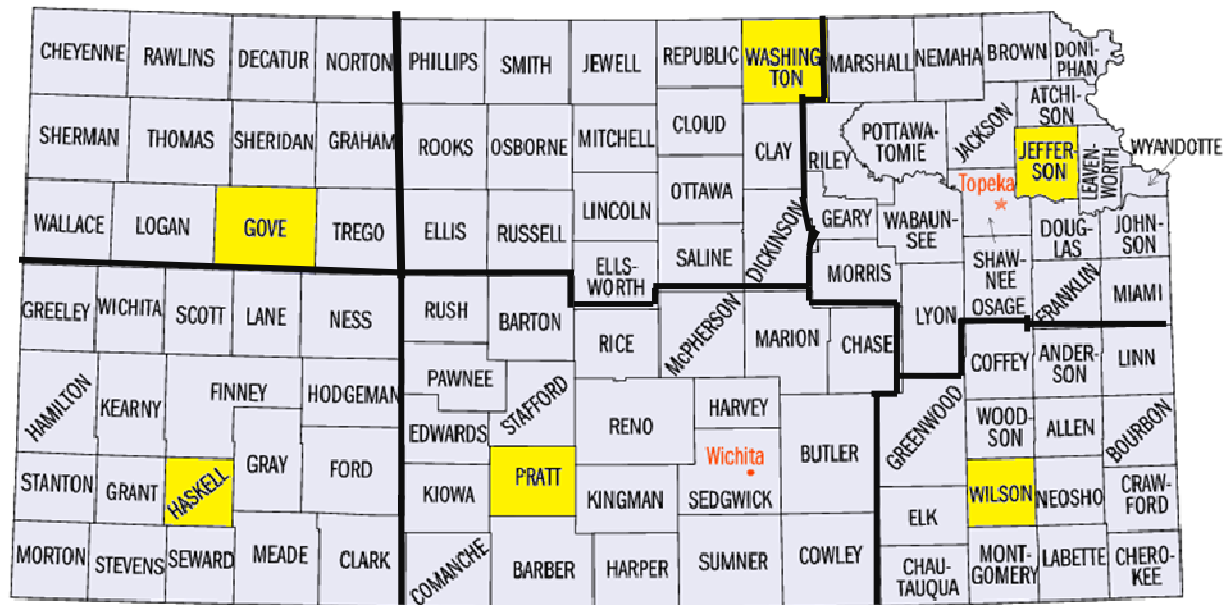 CHEYENNE
RAWLINS
DECATUR
NORTON
PHILLIPS
SMITH
JEWELL
REPUBLIC
WASHING
TON
MARSHALL
NEMAHA
BROWN
DONI-
PHAN
SHERMAN
THOMAS
SHERIDAN
GRAHAM
ROOKS
OSBORNE
MITCHELL
CLOUD
CLAY
RILEY
POTTAWA-
TOMIE
JACKSON
ATCHI-
SON
JEFFER-
SON
LEAVEN-
WORTH
WYANDOTTE
WALLACE
LOGAN
GOVE
TREGO
ELLIS
RUSSELL
LINCOLN
OTTAWA
SALINE
DICKINSON
GEARY
WABAUN-
SEE
Topeka
SHAW-
NEE
DOUG-
LAS
JOHN-
SON
ELLS-
WORTH
MORRIS
LYON
OSAGE
FRANKLIN
MIAMI
GREELEY
WICHITA
SCOTT
LANE
NESS
RUSH
BARTON
RICE
McPHERSON
MARION
CHASE
COFFEY
ANDER-
SON
LINN
HAMILTON
KEARNY
FINNEY
HODGEMAN
PAWNEE
STAFFORD
RENO
HARVEY
BUTLER
GREENWOOD
WOOD-
SON
ALLEN
BOURBON
STANTON
GRANT
HASKELL
GRAY
FORD
EDWARDS
KIOWA
PRATT
KINGMAN
Wichita
SEDGWICK
ELK
WILSON
NEOSHO
CRAW-
FORD
MORTON
STEVENS
SEWARD
MEADE
CLARK
COMANCHE
BARBER
HARPER
SUMNER
COWLEY
CHAU-
TAUQUA
MONT-
GOMERY
LABETTE
CHERO-
KEE